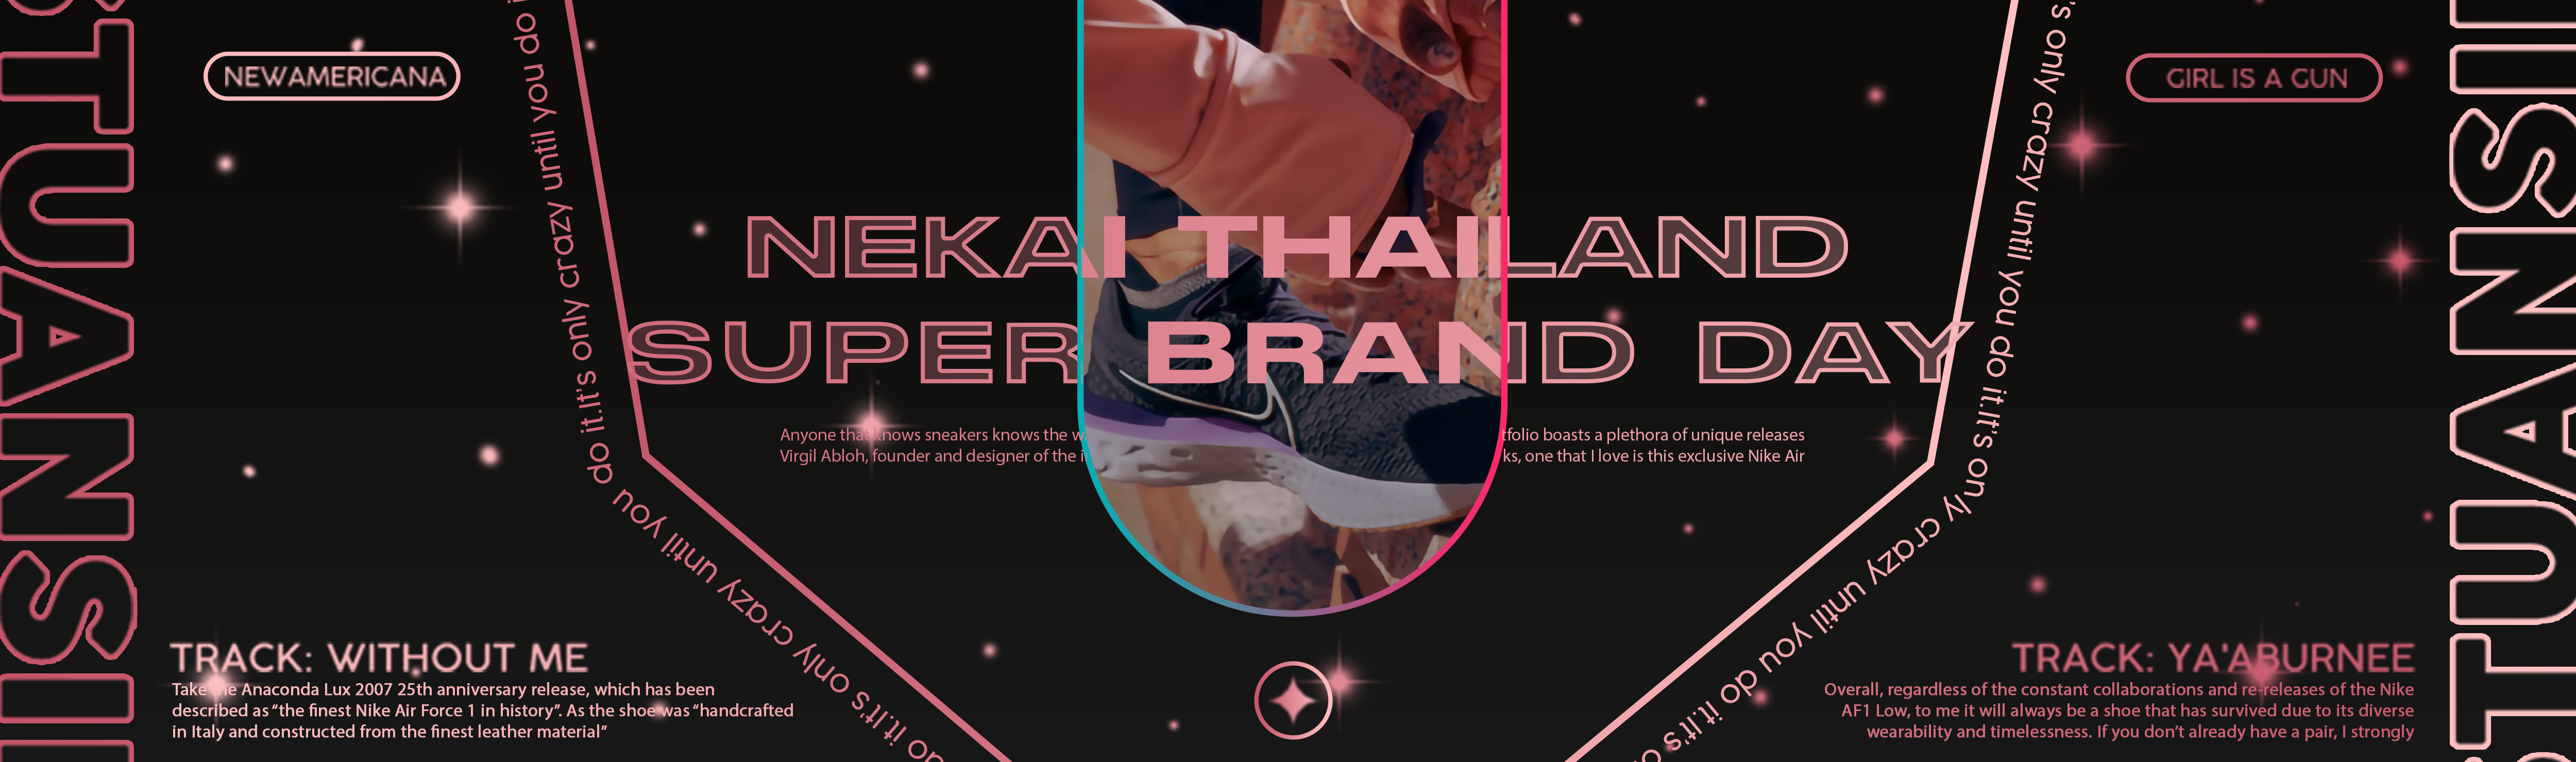 NEWAMERICANA
GIRL IS A GUN
NEKAI THAILAND
SUPER BRAND DAY
Anyone that knows sneakers knows the
tfolio boasts a plethora of unique releases
Virgil Abloh, founder and designer of the
ks, one that I love is this exclusive Nike Air
do it.It's only crazy until you do i
do it.It's only crazy until you do
's only crazy until you do it.It's only crazy until you do it.It's o
TRACK: WITHOUT ME
Take the Anaconda Lux 2007 25th anniversary release, which has been
described as “the finest Nike Air Force 1 in history”. As the shoe was “handcrafted
in Italy and constructed from the finest leather material”
TRACK: YA'ABURNEE
Overall, regardless of the constant collaborations and re-releases of the Nike
AF1 Low, to me it will always be a shoe that has survived due to its diverse
wearability and timelessness. If you don’t already have a pair, I strongly
TUANSII
TUANSII